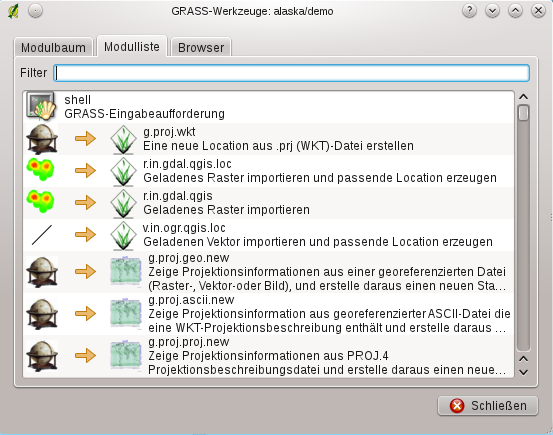 GRASS-Werkzeuge: alaska/demo
Modulbaum Modulliste Browser
Filter
shell
GRASS-Eingabeaufforderung
g.proj.wkt
Eine neue Location aus .prj (WKT)-Datei erstellen
r.in.gdal.qgis.loc
Geladenes Raster importieren und passende Location erzeugen
r.in.gdal.qgis
Geladenes Raster importieren
v.in.ogr.qgis.loc
Geladenen Vektor importieren und passende Location erzeugen
g.proj.geo.new
Zeige Projektionsinformationen aus einer georeferenzierten Datei
(Raster-, Vektor-oder Bild), und erstelle daraus einen neuen Sta...
g.proj.ascii.new
Zeige Projektionsinformationen aus georeferenzierter ASCII-Datei die
eine WKT-Projektionsbeschreibung enthält und erstelle daraus ...
g.proj.proj.new
Zeige Projektionsinformationen aus PROJ.4
Projektionsbeschreibungsdatei und erstelle daraus einen neue...
Schließen